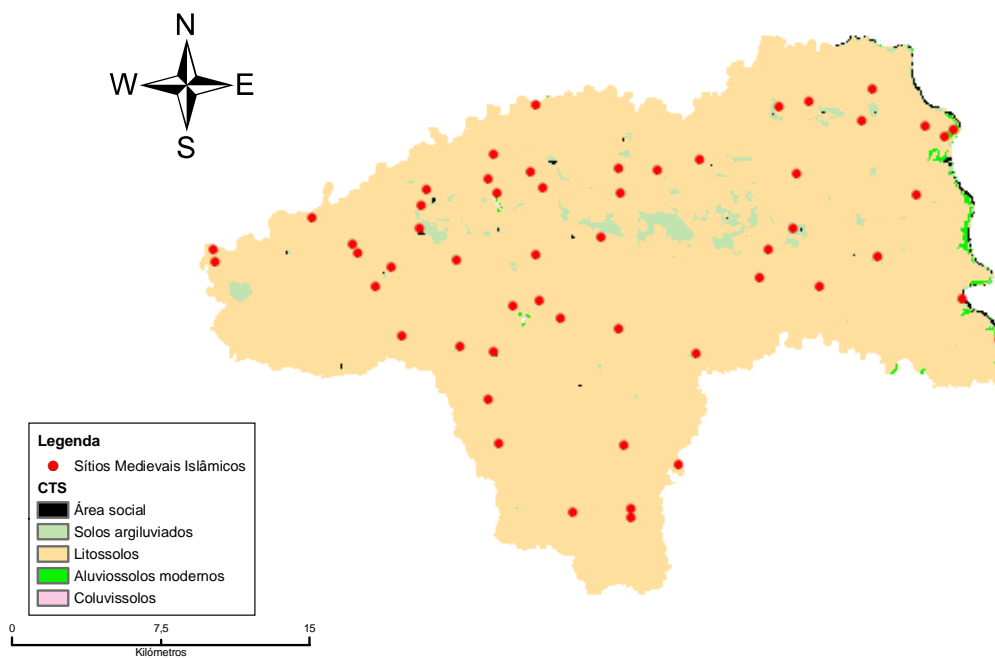 N
W E
S
Legenda
Sítios Medievais Islâmicos
CTS
Área social
Solos argiluviados
Litossolos
Aluviossolos modernos
Coluvissolos
0 7,5 15
Kilómetros